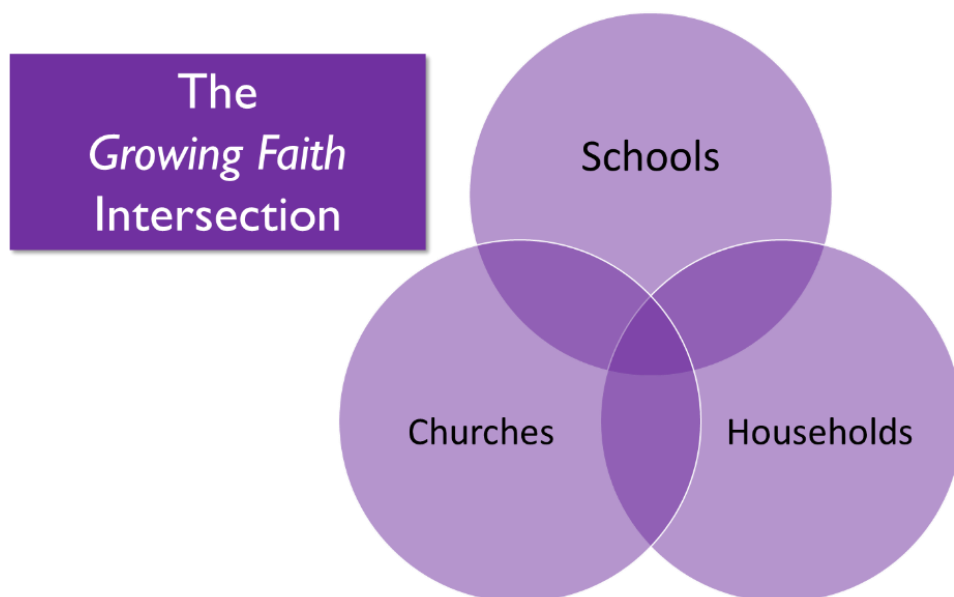 The
Growing Faith
Intersection
Schools
Churches
Households